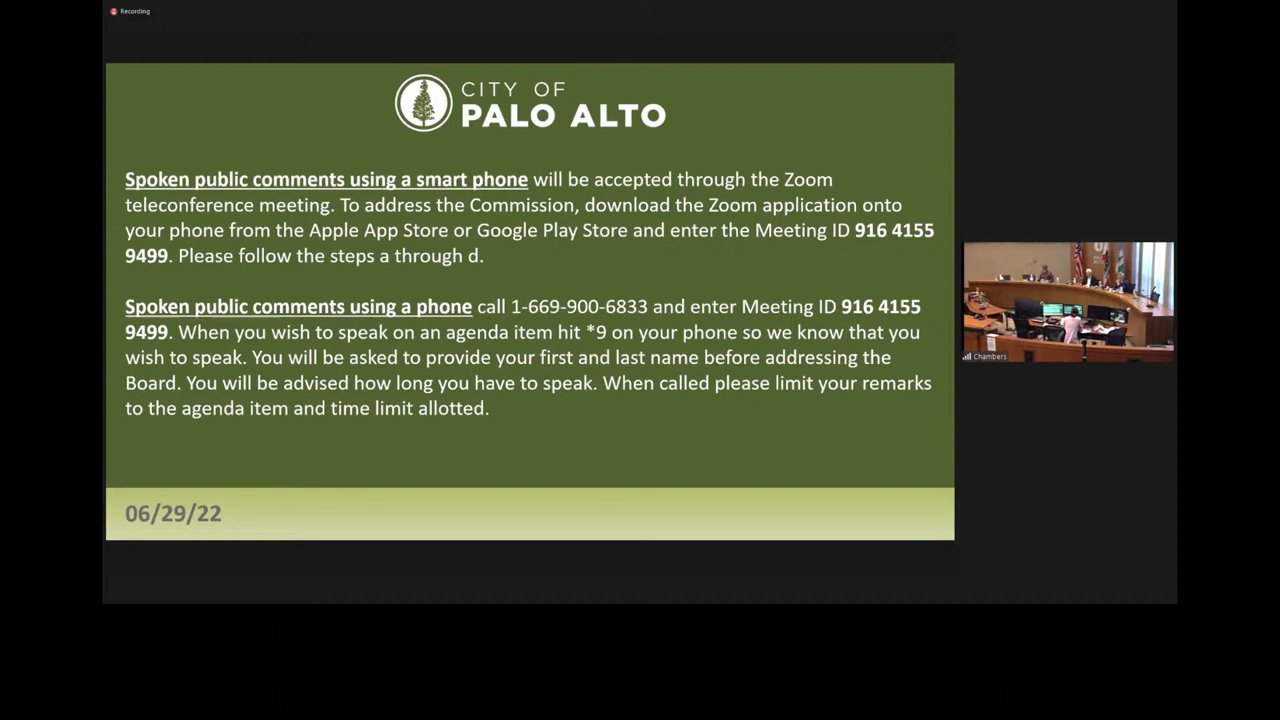 Recording
CITY OF
PALO ALTO
Spoken public comments using a smart phone will be accepted through the Zoom
teleconference meeting. To address the Commission, download the Zoom application onto
your phone from the Apple App Store or Google Play Store and enter the Meeting ID 916 4155
9499. Please follow the steps a through d.
Spoken public comments using a phone call 1-669-900-6833 and enter Meeting ID 916 4155
9499. When you wish to speak on an agenda item hit *9 on your phone so we know that you
wish to speak. You will be asked to provide your first and last name before addressing the
Board. You will be advised how long you have to speak. When called please limit your remarks
to the agenda item and time limit allotted.
Chambers
06/29/22